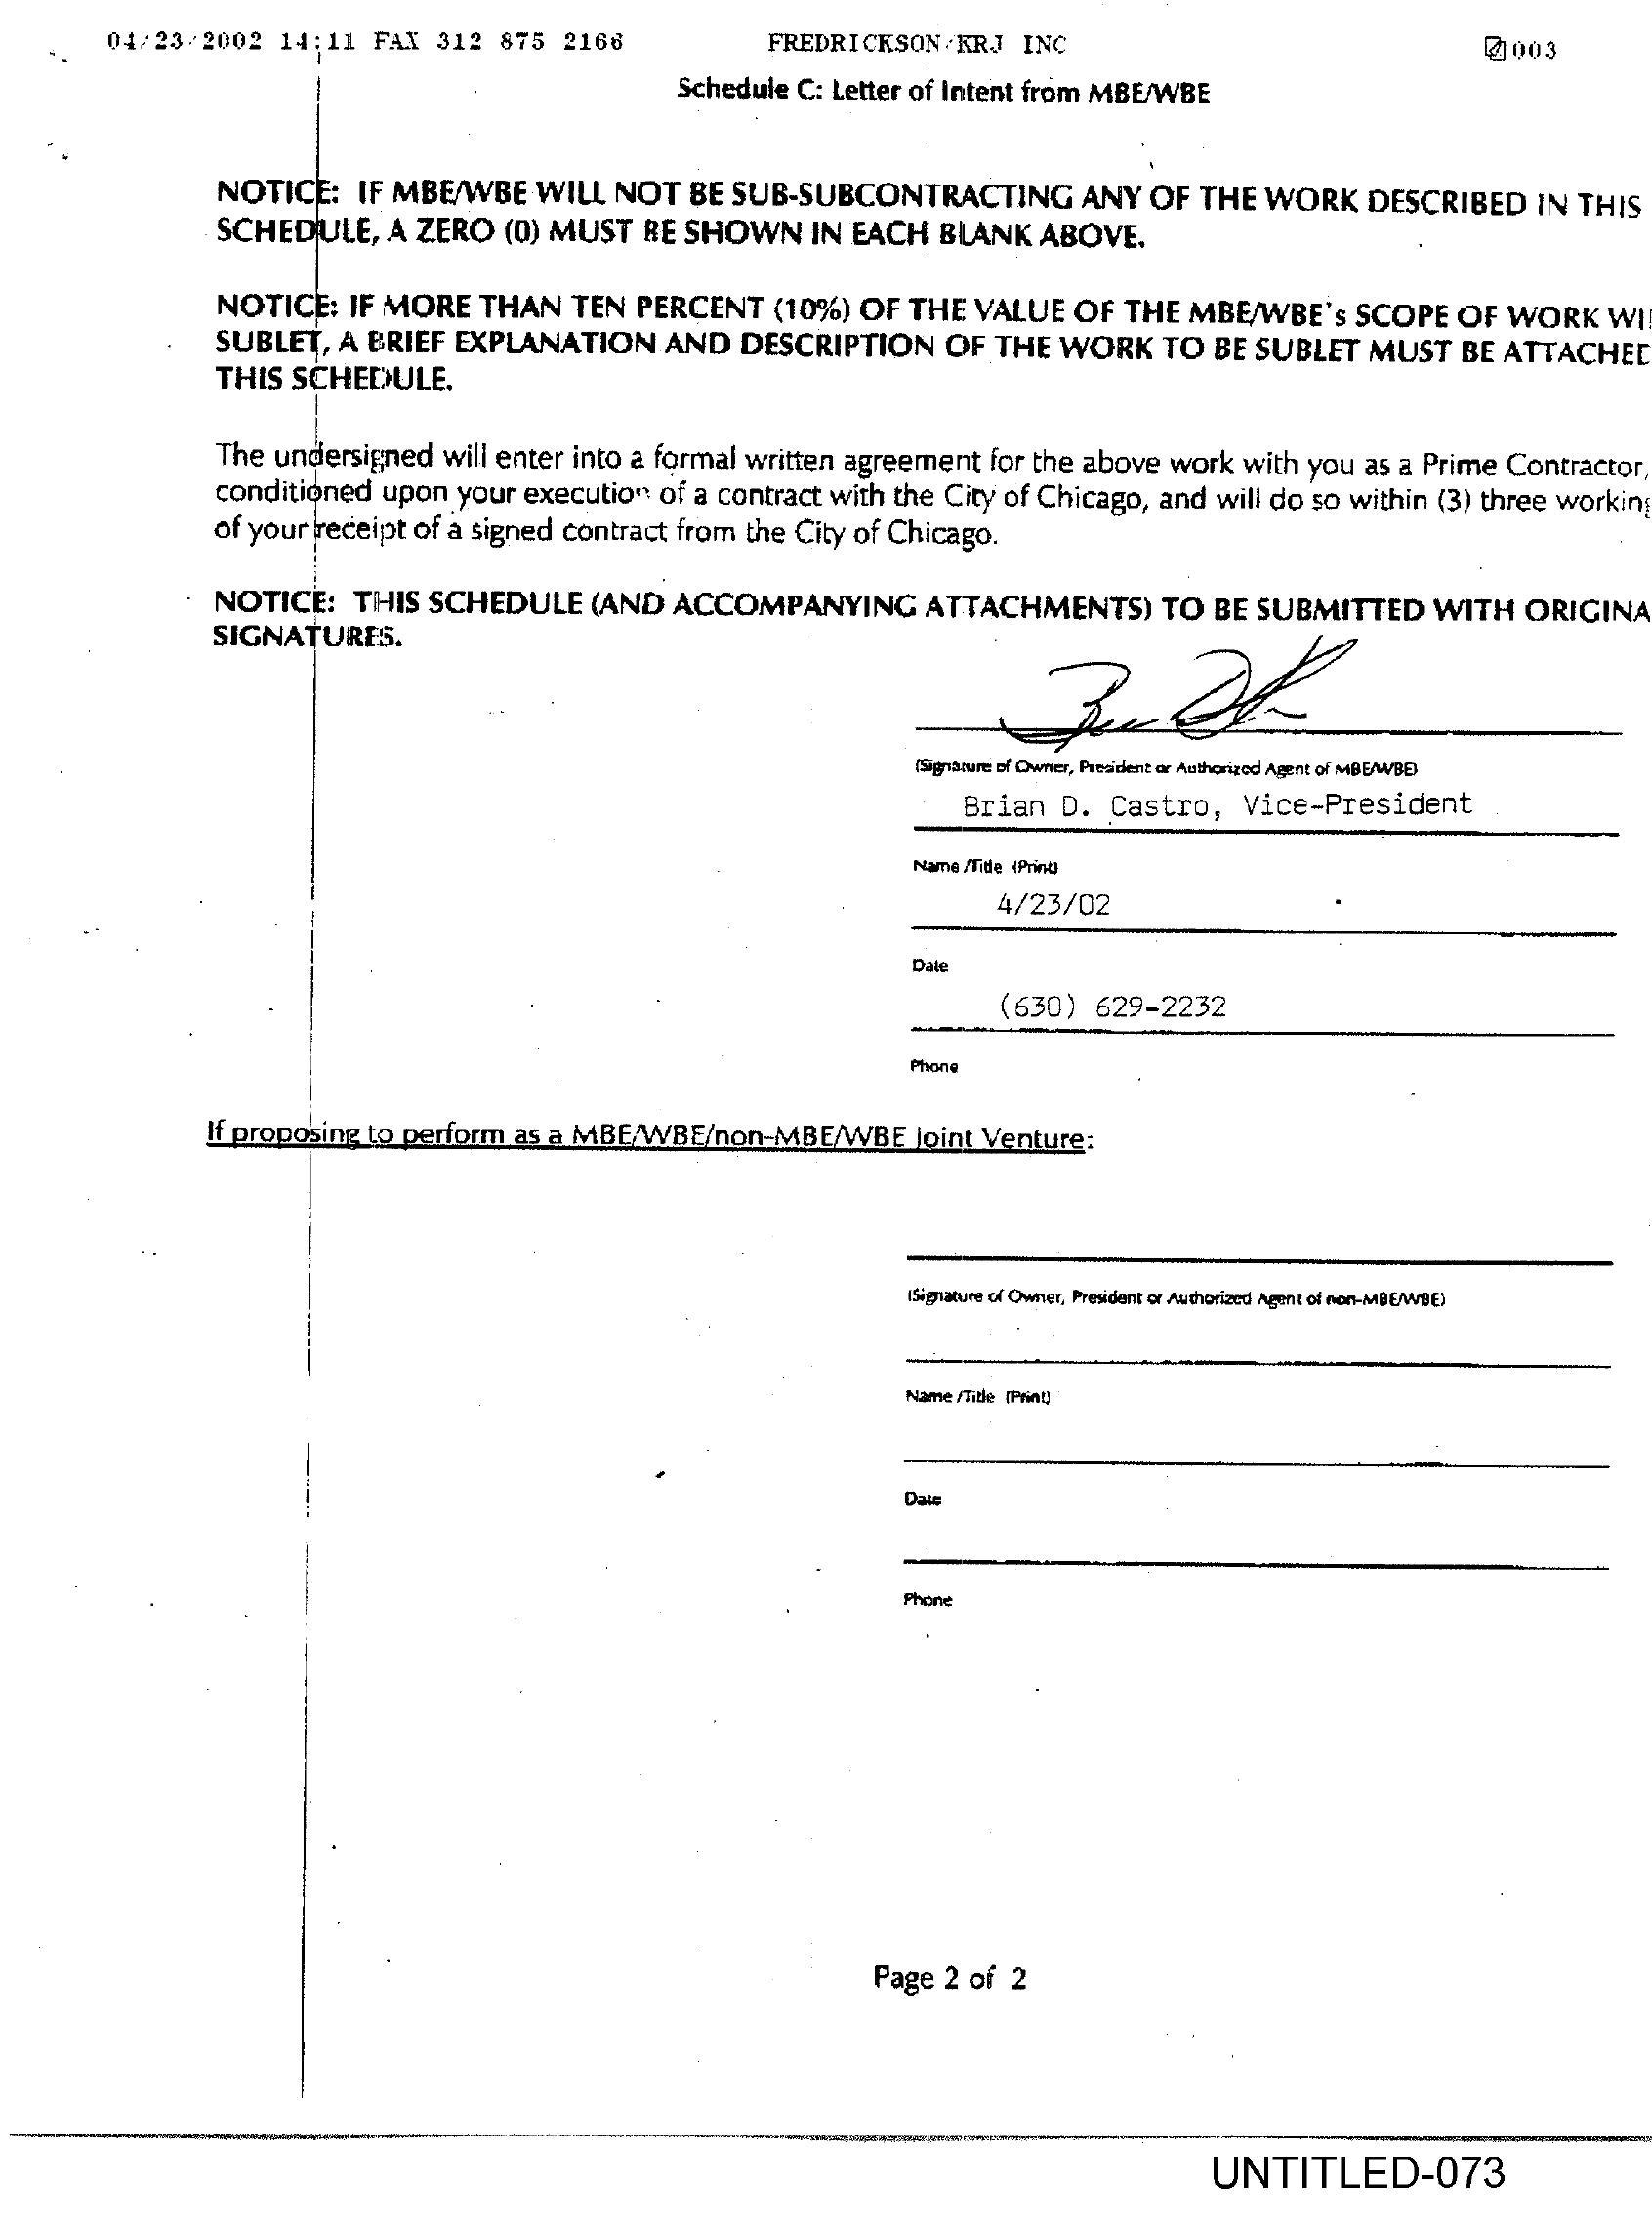 04/23/2002 14:11 FAX 312 875 2166 FREDRICKSON/KRJ INC 003
Schedule C: Letter of Intent from MBE/WBE
NOTICE: IF MBE/WBE WILL NOT BE SUB-SUBCONTRACTING ANY OF THE WORK DESCRIBED IN THIS
SCHEDULE, A ZERO (0) MUST BE SHOWN IN EACH BLANK ABOVE.
NOTICE: IF MORE THAN TEN PERCENT (10%) OF THE VALUE OF THE MBE/WBE's SCOPE OF WORK
SUBLET, A BRIEF EXPLANATION AND DESCRIPTION OF THE WORK TO BE SUBLET MUST BE
THIS SCHEDULE.
The undersigned will enter into a formal written agreement for the above work with you as a Prime Contractor,
conditioned upon your execution of a contract with the City of Chicago, and will do so within (3) three
of your receipt of a signed contract from the City of Chicago.
NOTICE: THIS SCHEDULE (AND ACCOMPANYING ATTACHMENTS) TO BE SUBMITTED WITH ORIGINA
SIGNATURES.
(Signature of Owner, President or Authorized Agent of MBE/WBE)
Brian D. Castro, Vice-President
Name /Title (Print)
4/23/02
Date
(630) 629-2232
Phone
If proposing to perform as a MBE/WBE/non-MBE/WBE Joint Venture:
(Signature of Owner, President or Authorized Agent of non-MBE/WBE)
Name /Title (Print)
Date
Phone
Page 2 of 2
UNTITLED-073